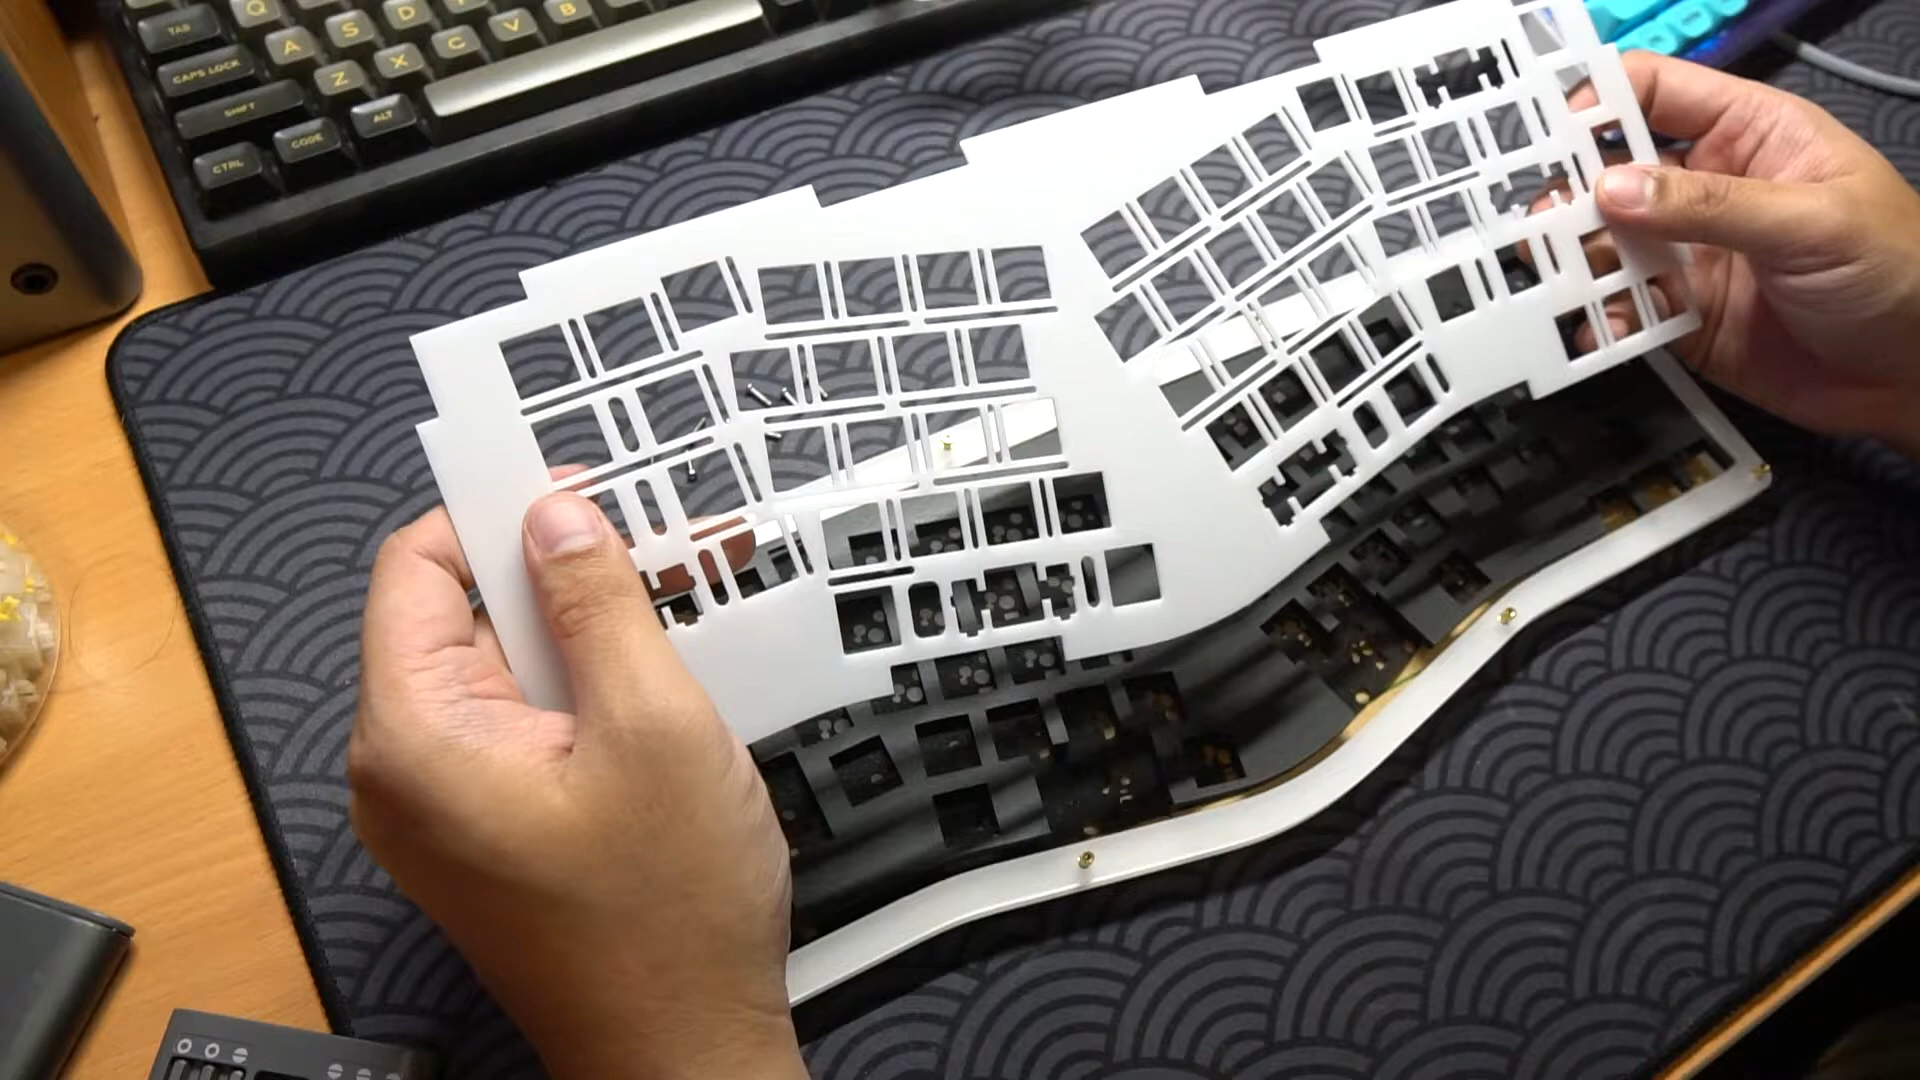 TAB Q
CAPS LOCK A S D
SHIFT Z X C V B
CTRL CODE ALT